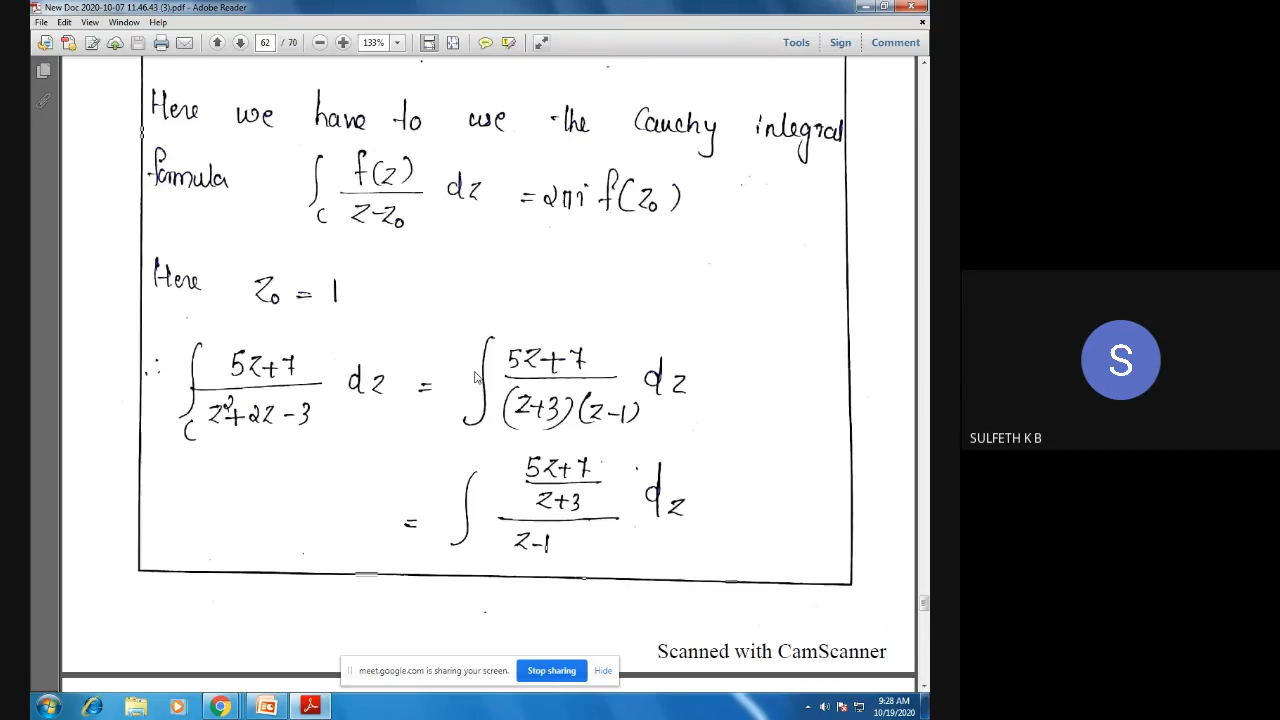 New Doc 2020-10-07 11.46.43 (3).pdf - Adobe Reader
File Edit View Window Help
62 / 70 133% Tools Sign Comment
Here we have to use the Cauchy integral
formula ∫_C f(z)/(z-z₀) dz = 2πi f(z₀)
Here z₀ = 1
∴ ∫_C (5z+7)/(z²+2z-3) dz = ∫ (5z+7)/((z+3)(z-1)) dz
= ∫ ((5z+7)/(z+3))/(z-1) dz
Scanned with CamScanner
meet.google.com is sharing your screen. Stop sharing Hide
S
SULFETH K B
9:28 AM
10/19/2020